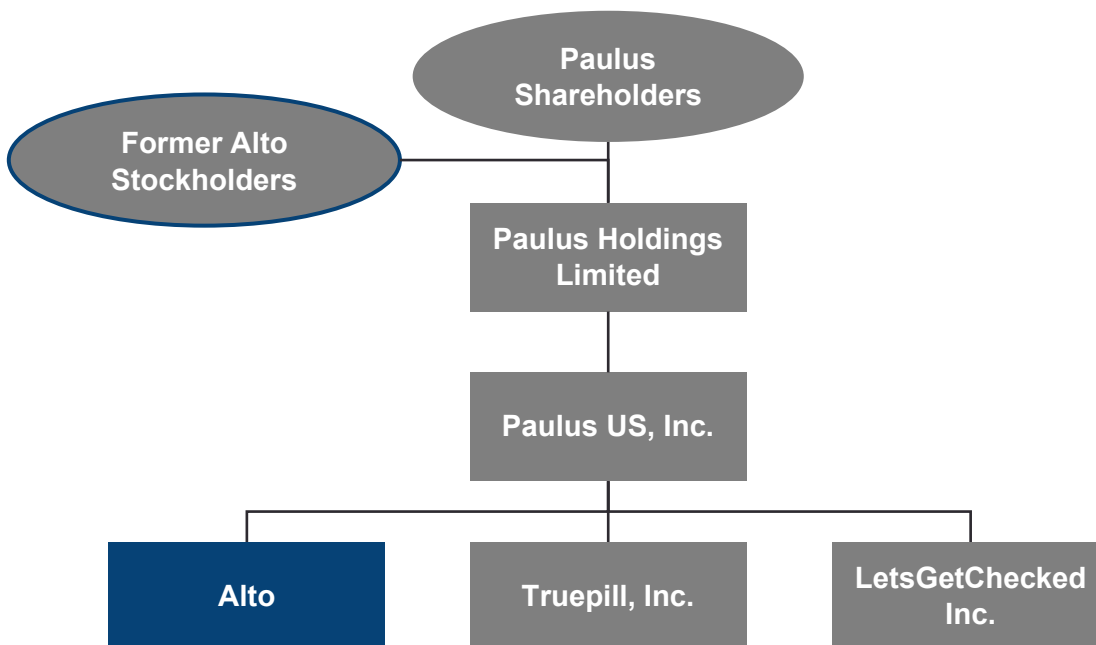 Paulus
Shareholders
Former Alto
Stockholders
Paulus Holdings
Limited
Paulus US, Inc.
Alto
Truepill, Inc.
LetsGetChecked
Inc.